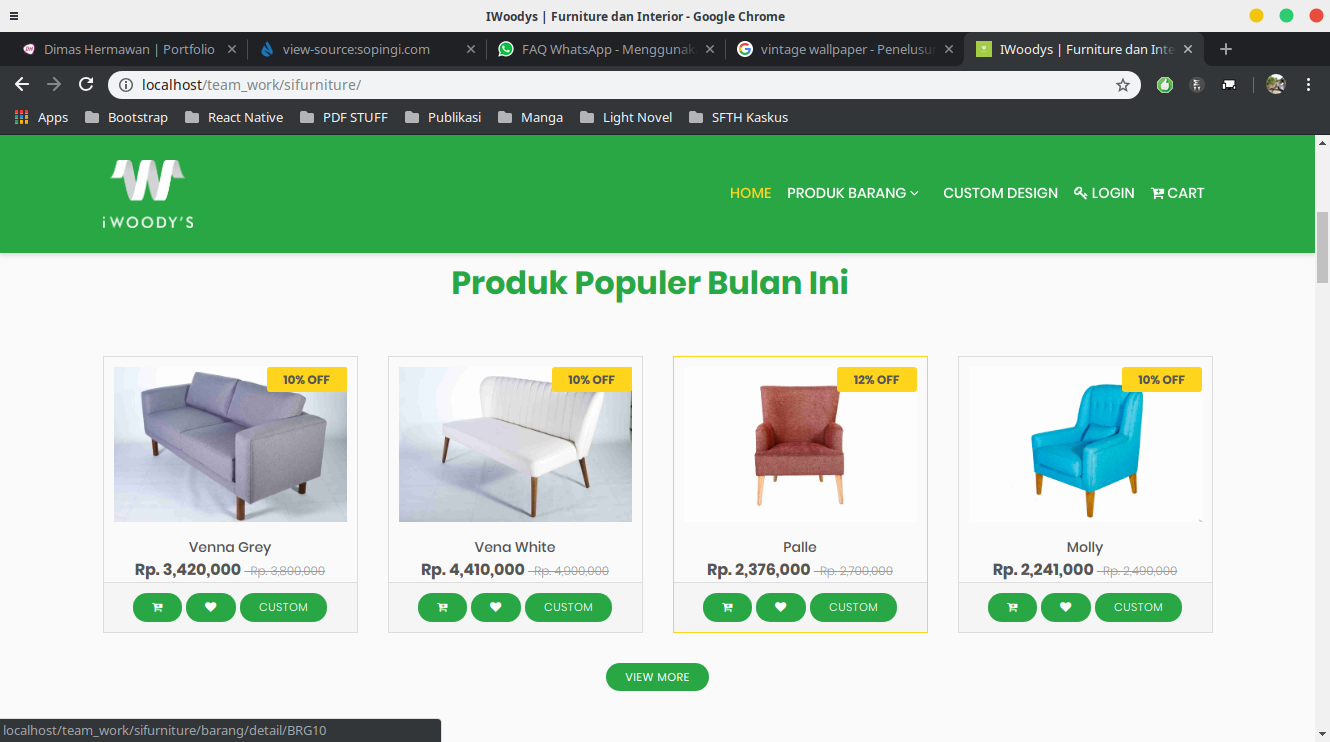 IWoodys | Furniture dan Interior - Google Chrome
Dimas Hermawan | Portfolio
view-source:sopingi.com
FAQ WhatsApp - Menggunak
vintage wallpaper - Penelusur
IWoodys | Furniture dan Inte
localhost/team_work/sifurniture/
Apps
Bootstrap
React Native
PDF STUFF
Publikasi
Manga
Light Novel
SFTH Kaskus
W
iWOODY'S
HOME
PRODUK BARANG
CUSTOM DESIGN
LOGIN
CART
Produk Populer Bulan Ini
10% OFF
10% OFF
12% OFF
10% OFF
Venna Grey
Vena White
Palle
Molly
Rp. 3,420,000 - Rp. 3,800,000
Rp. 4,410,000 - Rp. 4,900,000
Rp. 2,376,000 - Rp. 2,700,000
Rp. 2,241,000 - Rp. 2,490,000
CUSTOM
CUSTOM
CUSTOM
CUSTOM
VIEW MORE
localhost/team_work/sifurniture/barang/detail/BRG10